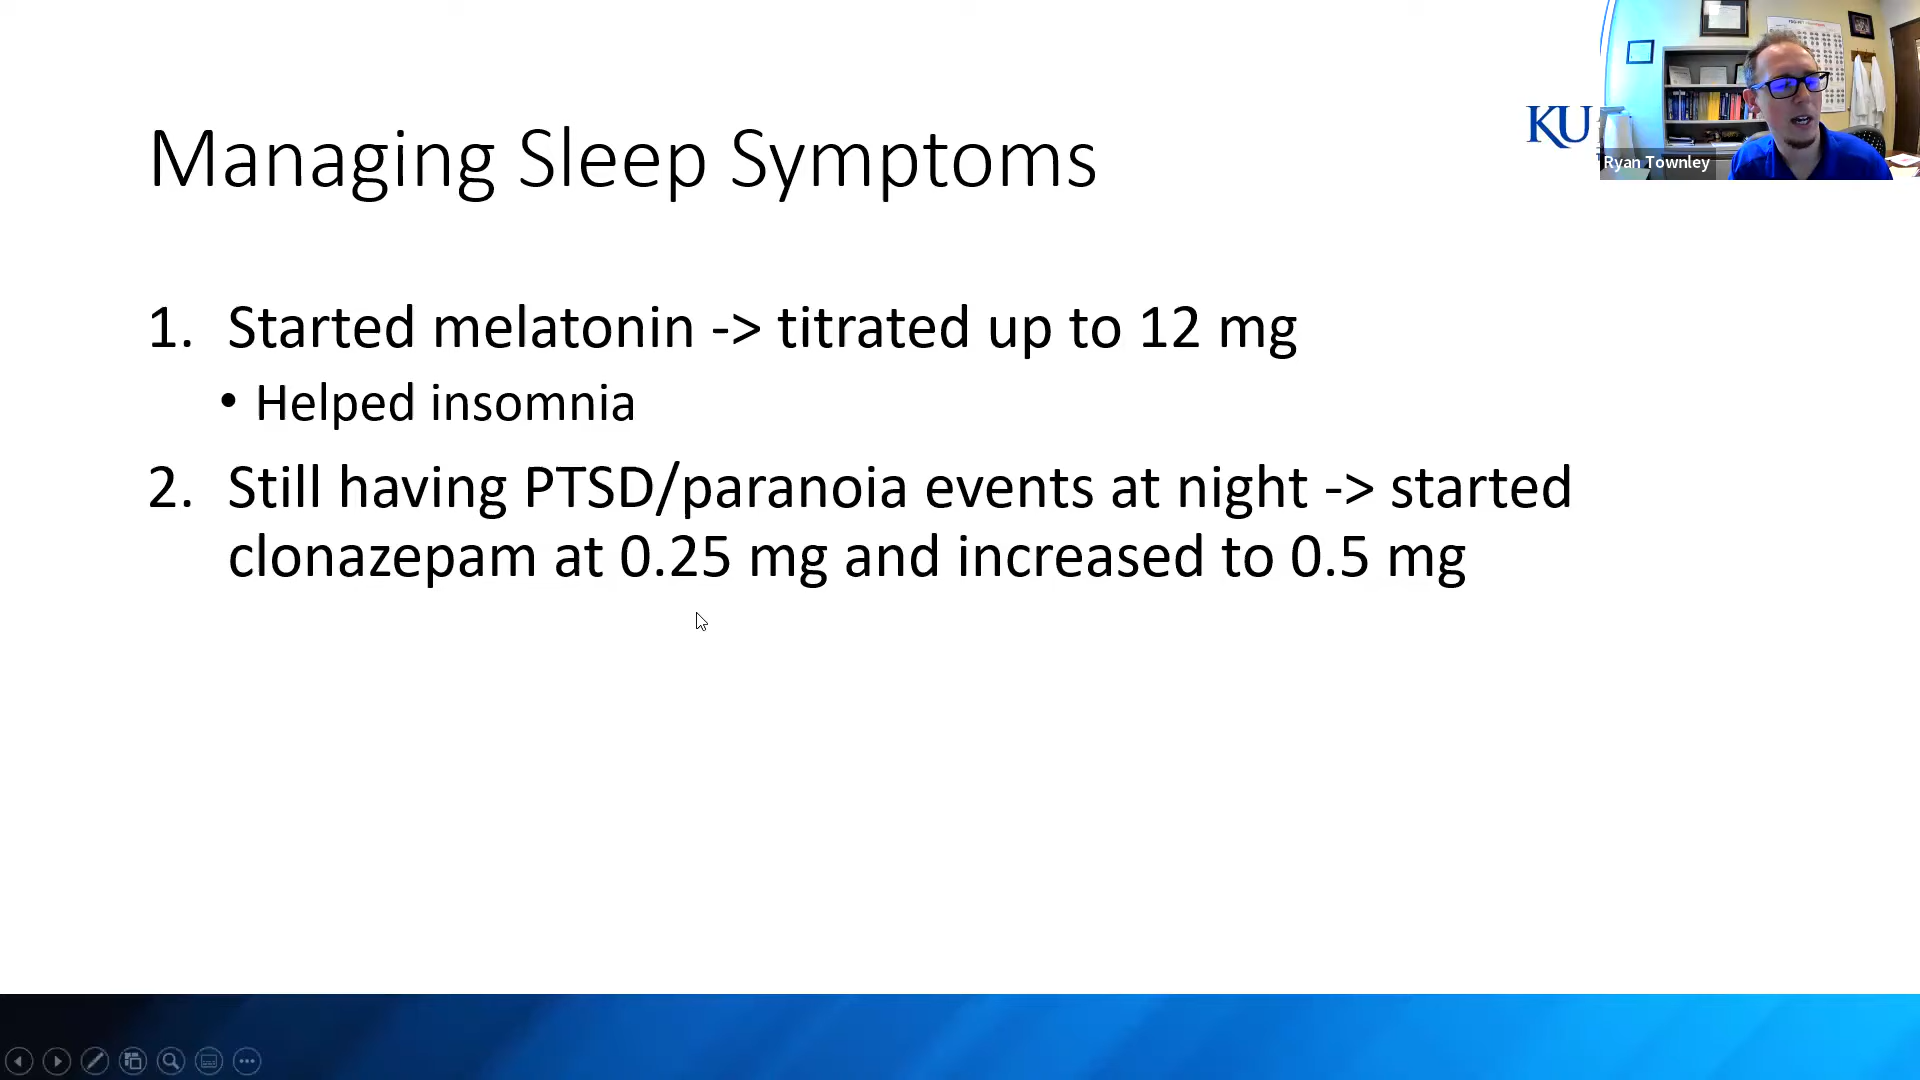 Managing Sleep Symptoms
KU
Ryan Townley
1. Started melatonin -> titrated up to 12 mg
• Helped insomnia
2. Still having PTSD/paranoia events at night -> started
clonazepam at 0.25 mg and increased to 0.5 mg